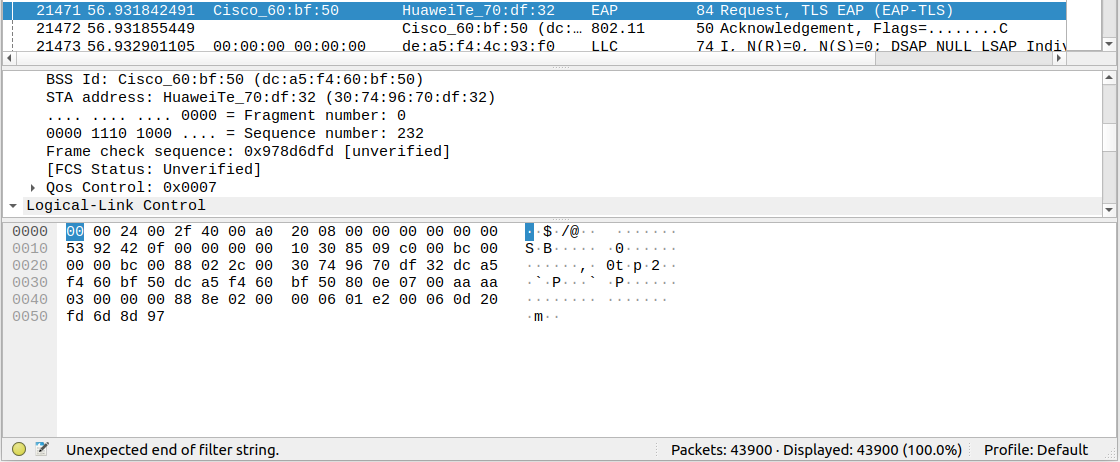 21471 56.931842491 Cisco_60:bf:50 HuaweiTe_70:df:32 EAP 84 Request, TLS EAP (EAP-TLS)
21472 56.931855449 Cisco_60:bf:50 (dc:… 802.11 50 Acknowledgement, Flags=........C
21473 56.932901105 00:00:00 00:00:00 de:a5:f4:4c:93:f0 LLC 74 I, N(R)=0, N(S)=0; DSAP NULL LSAP Indiv
BSS Id: Cisco_60:bf:50 (dc:a5:f4:60:bf:50)
STA address: HuaweiTe_70:df:32 (30:74:96:70:df:32)
.... .... .... 0000 = Fragment number: 0
0000 1110 1000 .... = Sequence number: 232
Frame check sequence: 0x978d6dfd [unverified]
[FCS Status: Unverified]
Qos Control: 0x0007
Logical-Link Control
0000 00 00 24 00 2f 40 00 a0 20 08 00 00 00 00 00 00 ··$·/@·· ·······
0010 53 92 42 0f 00 00 00 00 10 30 85 09 c0 00 bc 00 S·B····· ·0······
0020 00 00 bc 00 88 02 2c 00 30 74 96 70 df 32 dc a5 ······,· 0t·p·2··
0030 f4 60 bf 50 dc a5 f4 60 bf 50 80 0e 07 00 aa aa ·`·P···` ·P······
0040 03 00 00 00 88 8e 02 00 00 06 01 e2 00 06 0d 20 ········ ·······
0050 fd 6d 8d 97 ·m··
Unexpected end of filter string. Packets: 43900 · Displayed: 43900 (100.0%) Profile: Default